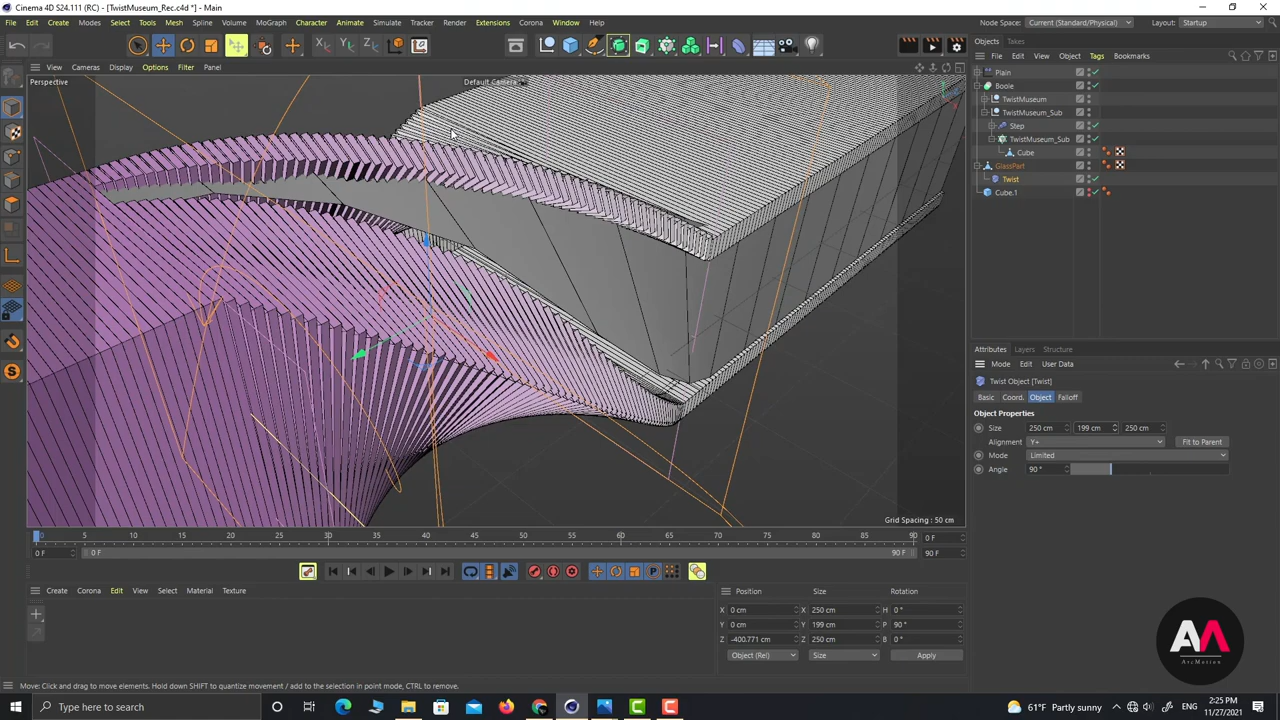 Cinema 4D S24.111 (RC) - [TwistMuseum_Rec.c4d *] - Main
File Edit Create Modes Select Tools Mesh Spline Volume MoGraph Character Animate Simulate Tracker Render Extensions Corona Window Help
Node Space: Current (Standard/Physical) Layout: Startup
X Y Z
Objects Takes
File Edit View Object Tags Bookmarks
View Cameras Display Options Filter Panel
Perspective
Default Camera
Plain
Boole
TwistMuseum
TwistMuseum_Sub
Step
TwistMuseum_Sub
Cube
GlassPart
Twist
Cube.1
Attributes Layers Structure
Mode Edit User Data
Twist Object [Twist]
Basic Coord. Object Falloff
Object Properties
Size 250 cm 199 cm 250 cm
Alignment Y+ Fit to Parent
Mode Limited
Angle 90 °
Grid Spacing : 50 cm
0 5 10 15 20 25 30 35 40 45 50 55 60 65 70 75 80 85 90 0 F
0 F 0 F 90 F 90 F
Create Corona Edit View Select Material Texture
Position Size Rotation
X 0 cm X 250 cm H 0 °
Y 0 cm Y 199 cm P 90 °
Z -400.771 cm Z 250 cm B 0 °
Object (Rel) Size Apply
AM
ArcMotion
Move: Click and drag to move elements. Hold down SHIFT to quantize movement / add to the selection in point mode, CTRL to remove.
Type here to search
61°F Partly sunny ENG 2:25 PM
11/27/2021